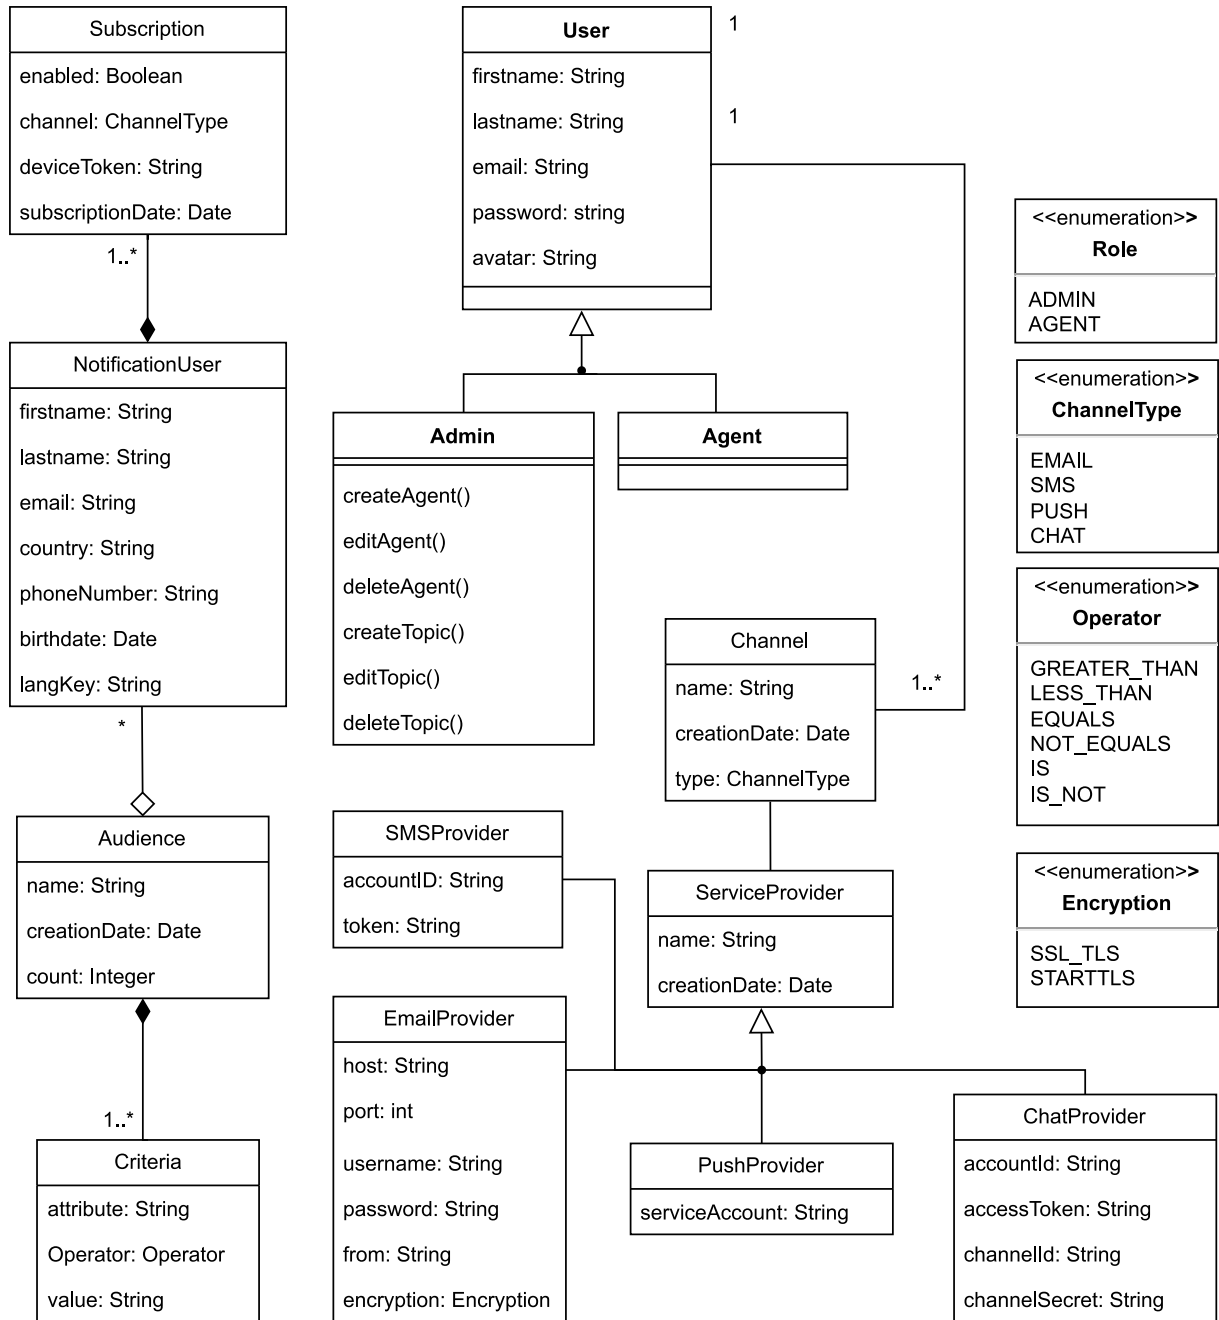 Subscription
enabled: Boolean
channel: ChannelType
deviceToken: String
subscriptionDate: Date
1..*
NotificationUser
firstname: String
lastname: String
email: String
country: String
phoneNumber: String
birthdate: Date
langKey: String
*
Audience
name: String
creationDate: Date
count: Integer
1..*
Criteria
attribute: String
Operator: Operator
value: String
User
firstname: String
lastname: String
email: String
password: string
avatar: String
1
1
Admin
createAgent()
editAgent()
deleteAgent()
createTopic()
editTopic()
deleteTopic()
Agent
Channel
name: String
creationDate: Date
type: ChannelType
1..*
SMSProvider
accountID: String
token: String
ServiceProvider
name: String
creationDate: Date
EmailProvider
host: String
port: int
username: String
password: String
from: String
encryption: Encryption
PushProvider
serviceAccount: String
ChatProvider
accountId: String
accessToken: String
channelId: String
channelSecret: String
<<enumeration>>
Role
ADMIN
AGENT
<<enumeration>>
ChannelType
EMAIL
SMS
PUSH
CHAT
<<enumeration>>
Operator
GREATER_THAN
LESS_THAN
EQUALS
NOT_EQUALS
IS
IS_NOT
<<enumeration>>
Encryption
SSL_TLS
STARTTLS